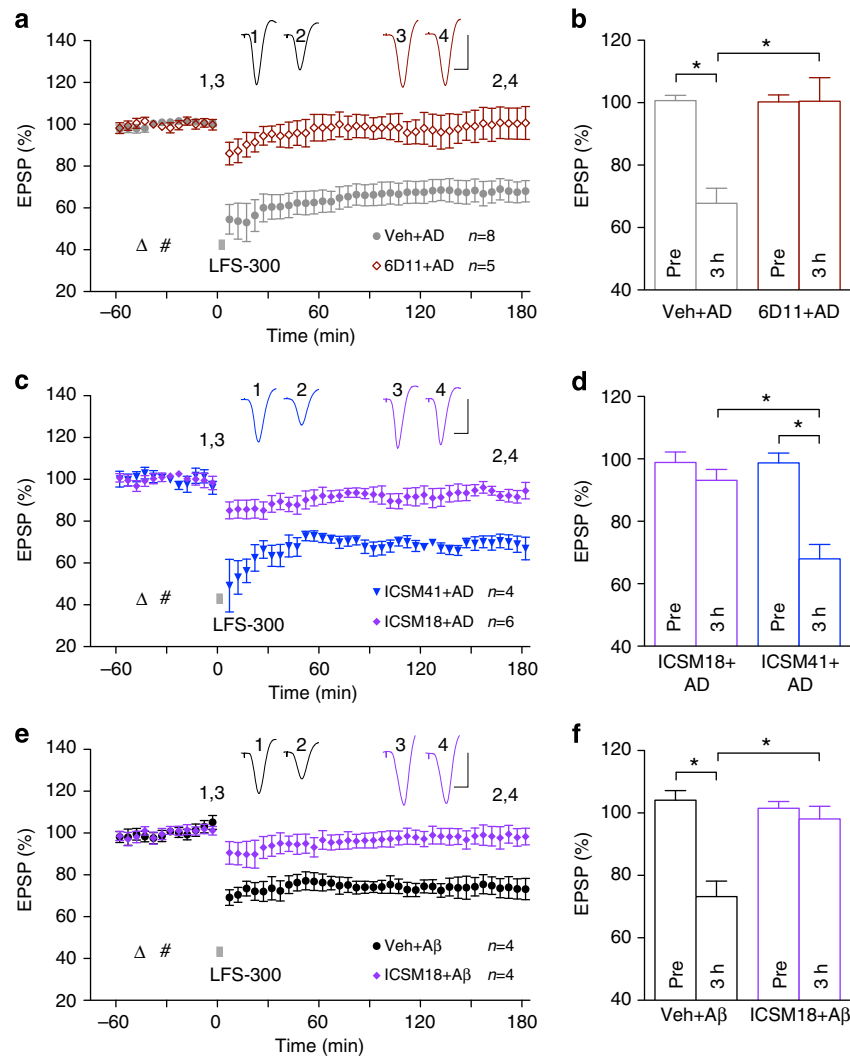 a
140
120
100
80
60
40
20
EPSP (%)
1 2 3 4
1,3 2,4
Δ #
LFS-300
Veh+AD n=8
6D11+AD n=5
–60 0 60 120 180
Time (min)
b
120
100
80
60
40
EPSP (%)
* *
Pre 3 h Pre 3 h
Veh+AD 6D11+AD
c
140
120
100
80
60
40
20
EPSP (%)
1 2 3 4
1,3 2,4
Δ #
LFS-300
ICSM41+AD n=4
ICSM18+AD n=6
–60 0 60 120 180
Time (min)
d
120
100
80
60
40
EPSP (%)
*
*
Pre 3 h Pre 3 h
ICSM18+ ICSM41+
AD AD
e
140
120
100
80
60
40
20
EPSP (%)
1 2 3 4
1,3 2,4
Δ #
LFS-300
Veh+Aβ n=4
ICSM18+Aβ n=4
–60 0 60 120 180
Time (min)
f
120
100
80
60
40
EPSP (%)
* *
Pre 3 h Pre 3 h
Veh+Aβ ICSM18+Aβ